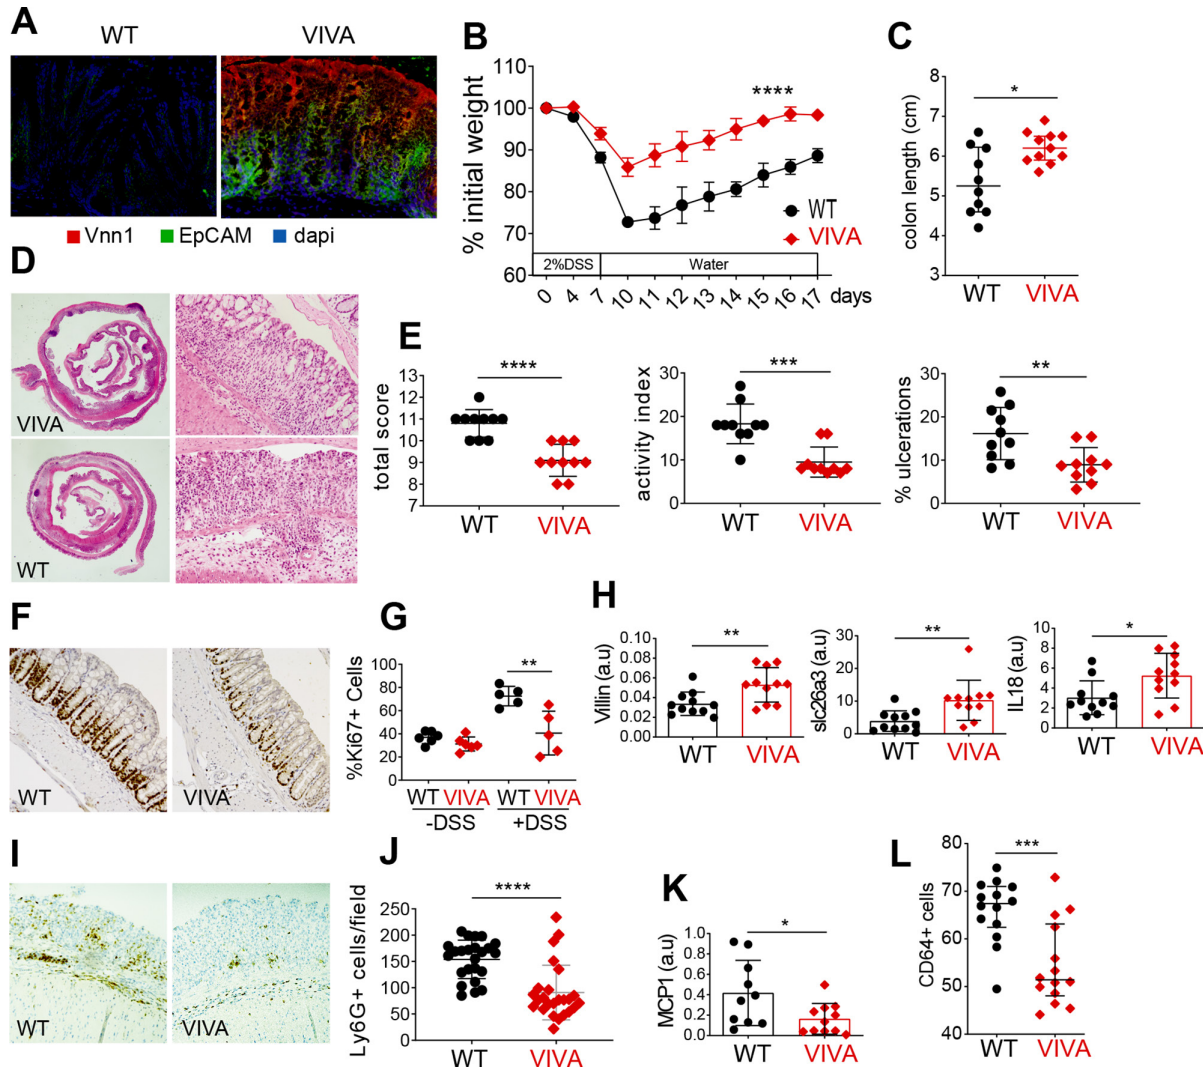 A
WT
VIVA
Vnn1
EpCAM
dapi
B
% initial weight
110
100
90
80
70
60
****
WT
VIVA
2%DSS
Water
0
4
7
10
11
12
13
14
15
16
17
days
C
colon length (cm)
6
7
8
5
4
3
*
WT
VIVA
D
VIVA
WT
E
total score
13
12
11
10
9
8
7
****
WT
VIVA
activity index
30
20
10
0
***
WT
VIVA
% ulcerations
30
20
10
0
**
WT
VIVA
F
WT
VIVA
G
%Ki67+ Cells
100
80
60
40
20
0
**
WT VIVA WT VIVA
-DSS
+DSS
H
Villin (a.u)
0.10
0.08
0.06
0.04
0.02
0.00
**
WT
VIVA
slc26a3 (a.u)
30
20
10
0
**
WT
VIVA
IL18 (a.u)
10
8
6
4
2
0
*
WT
VIVA
I
WT
VIVA
J
Ly6G+ cells/field
250
200
150
100
50
0
****
WT
VIVA
K
MCP1 (a.u)
1.0
0.8
0.6
0.4
0.2
0.0
*
WT
VIVA
L
CD64+ cells
80
70
60
50
40
***
WT
VIVA